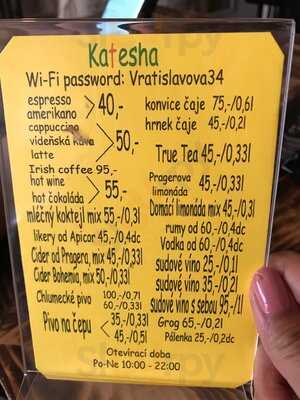 Katesha
Wi-Fi password: Vratislavova34
espresso
amerikano
40,-
cappuccino
videńská káva
latte
50,-
Irish coffee 95,-
hot wine
hot čokoláda
55,-
mléčný koktejl mix 55,-/0,3l
likery od Apicor 45,-/0,4dc
Cider od Pragera, mix 45,-/0,33l
Cider Bohemia, mix 50,-/0,33l
Chlumecké pivo 100,-/0,7l
60,-/0,33l
Pivo na čepu
35,-/0,33l
45,-/0,5l
konvice čaje 75,-/0,6l
hrnek čaje 45,-/0,2l
True Tea 45,-/0,33l
Pragerova
limonáda
45,-/0,33l
Domácí limonáda mix 45,-/0,3l
rumy od 60,-/0,4dc
Vodka od 60,-/0,4dc
sudové víno 25,-/0,1l
sudové víno 35,-/0,2l
sudové víno s sebou 95,-/1l
Grog 65,-/0,2l
Pálenka 25,-/0,2dc
Otevírací doba
Po-Ne 10:00 - 22:00